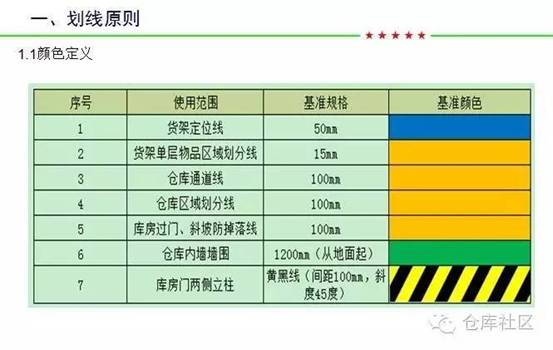 一、划线原则
1.1颜色定义
序号 使用范围 基准规格 基准颜色
1 货架定位线 50mm
2 货架单层物品区域划分线 15mm
3 仓库通道线 100mm
4 仓库区域划分线 100mm
5 库房过门、斜坡防掉落线 100mm
6 仓库内墙墙围 1200mm（从地面起）
7 库房门两侧立柱 黄黑线（间距100mm，斜
度45度）
仓库社区